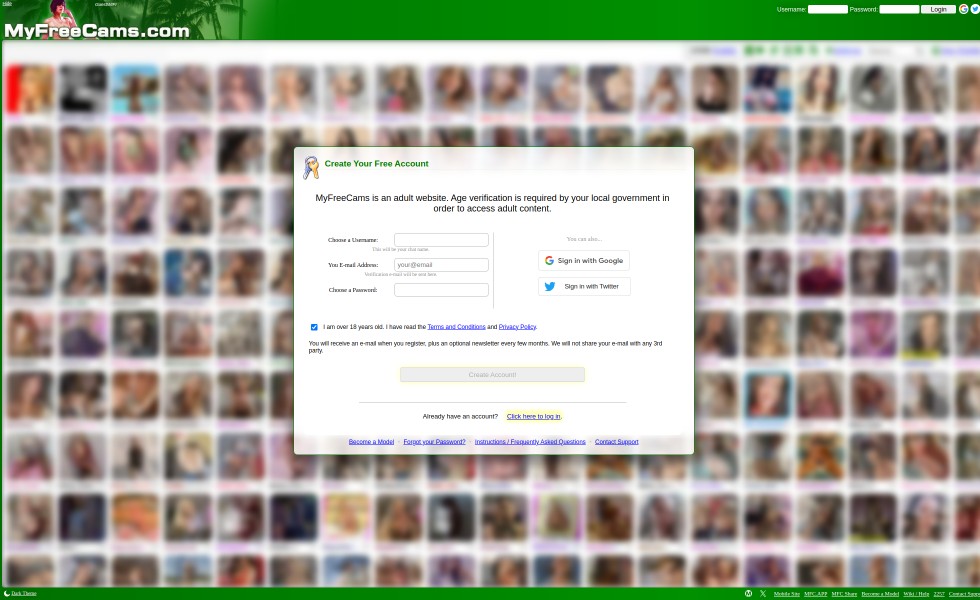 Username: Password: Login
MyFreeCams.com
Create Your Free Account
MyFreeCams is an adult website. Age verification is required by your local government in
order to access adult content.
Choose a Username:
This will be your chat name.
You E-mail Address: your@email
Verification e-mail will be sent here.
Choose a Password:
You can also...
Sign in with Google
Sign in with Twitter
I am over 18 years old. I have read the Terms and Conditions and Privacy Policy.
You will receive an e-mail when you register, plus an optional newsletter every few months. We will not share your e-mail with any 3rd
party.
Create Account!
Already have an account? Click here to log in.
Become a Model - Forgot your Password? - Instructions / Frequently Asked Questions - Contact Support
Dark Theme
Mobile Site MFC.APP MFC Share Become a Model Wiki / Help 2257 Contact